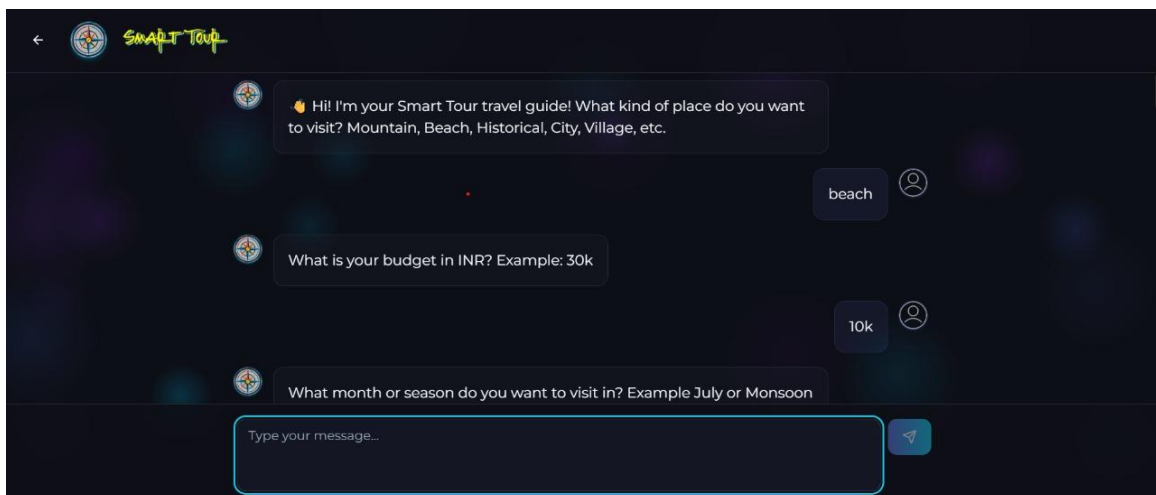 SMART TOUR
👋 Hi! I'm your Smart Tour travel guide! What kind of place do you want
to visit? Mountain, Beach, Historical, City, Village, etc.
beach
What is your budget in INR? Example: 30k
10k
What month or season do you want to visit in? Example July or Monsoon
Type your message...